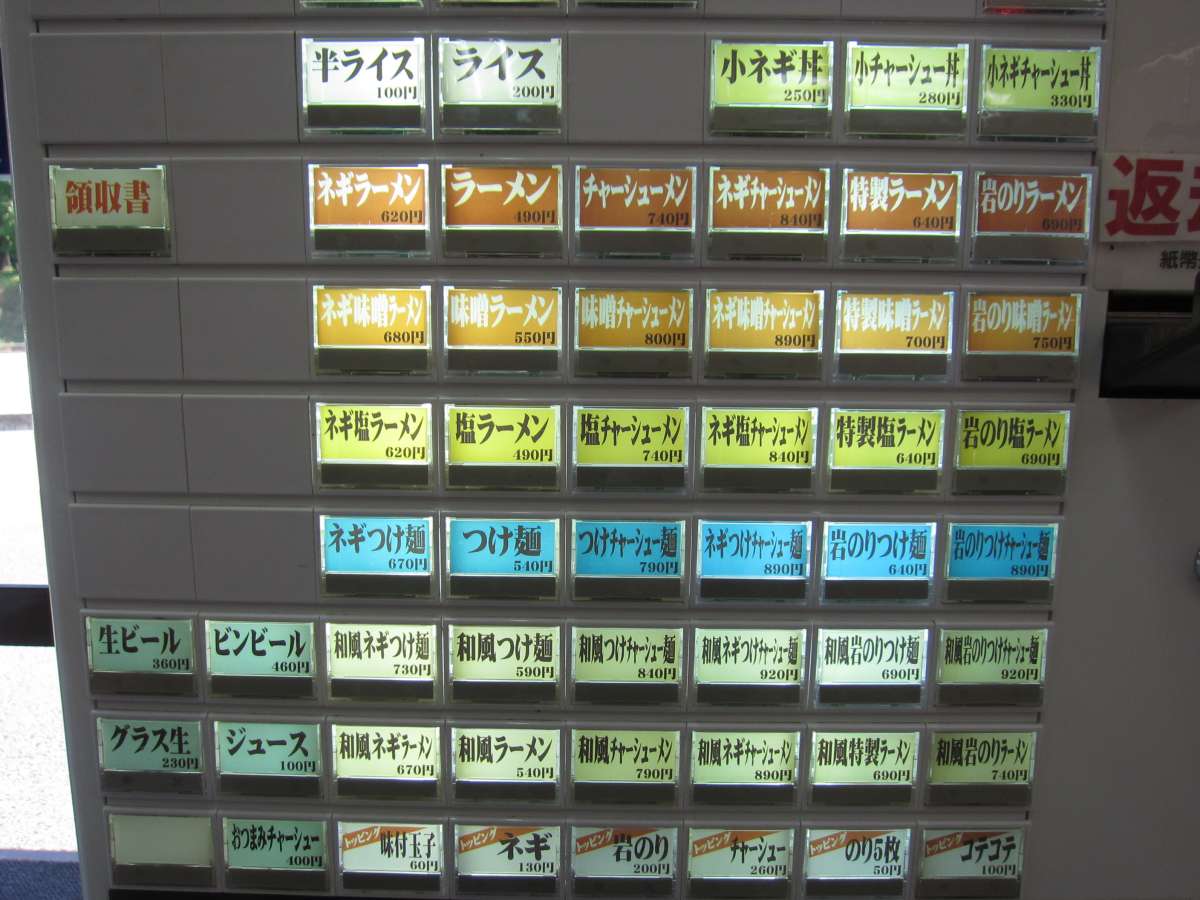 半ライス
100円
ライス
200円
小ネギ丼
250円
小チャーシュー丼
280円
小ネギチャーシュー丼
330円
領収書
ネギラーメン
620円
ラーメン
490円
チャーシューメン
740円
ネギチャーシューメン
840円
特製ラーメン
640円
岩のりラーメン
690円
返
紙幣
ネギ味噌ラーメン
680円
味噌ラーメン
550円
味噌チャーシューメン
800円
ネギ味噌チャーシューメン
890円
特製味噌ラーメン
700円
岩のり味噌ラーメン
750円
ネギ塩ラーメン
620円
塩ラーメン
490円
塩チャーシューメン
740円
ネギ塩チャーシューメン
840円
特製塩ラーメン
640円
岩のり塩ラーメン
690円
ネギつけ麺
670円
つけ麺
540円
つけチャーシュー麺
790円
ネギつけチャーシュー麺
890円
岩のりつけ麺
640円
岩のりつけチャーシュー麺
890円
生ビール
360円
ビンビール
460円
和風ネギつけ麺
730円
和風つけ麺
590円
和風つけチャーシュー麺
840円
和風ネギつけチャーシュー麺
920円
和風岩のりつけ麺
690円
和風岩のりつけチャーシュー麺
920円
グラス生
230円
ジュース
100円
和風ネギラーメン
670円
和風ラーメン
540円
和風チャーシューメン
790円
和風ネギチャーシューメン
890円
和風特製ラーメン
690円
和風岩のりラーメン
740円
おつまみチャーシュー
400円
トッピング
味付玉子
60円
トッピング
ネギ
130円
トッピング
岩のり
200円
トッピング
チャーシュー
260円
トッピング
のり5枚
50円
トッピング
コテコテ
100円